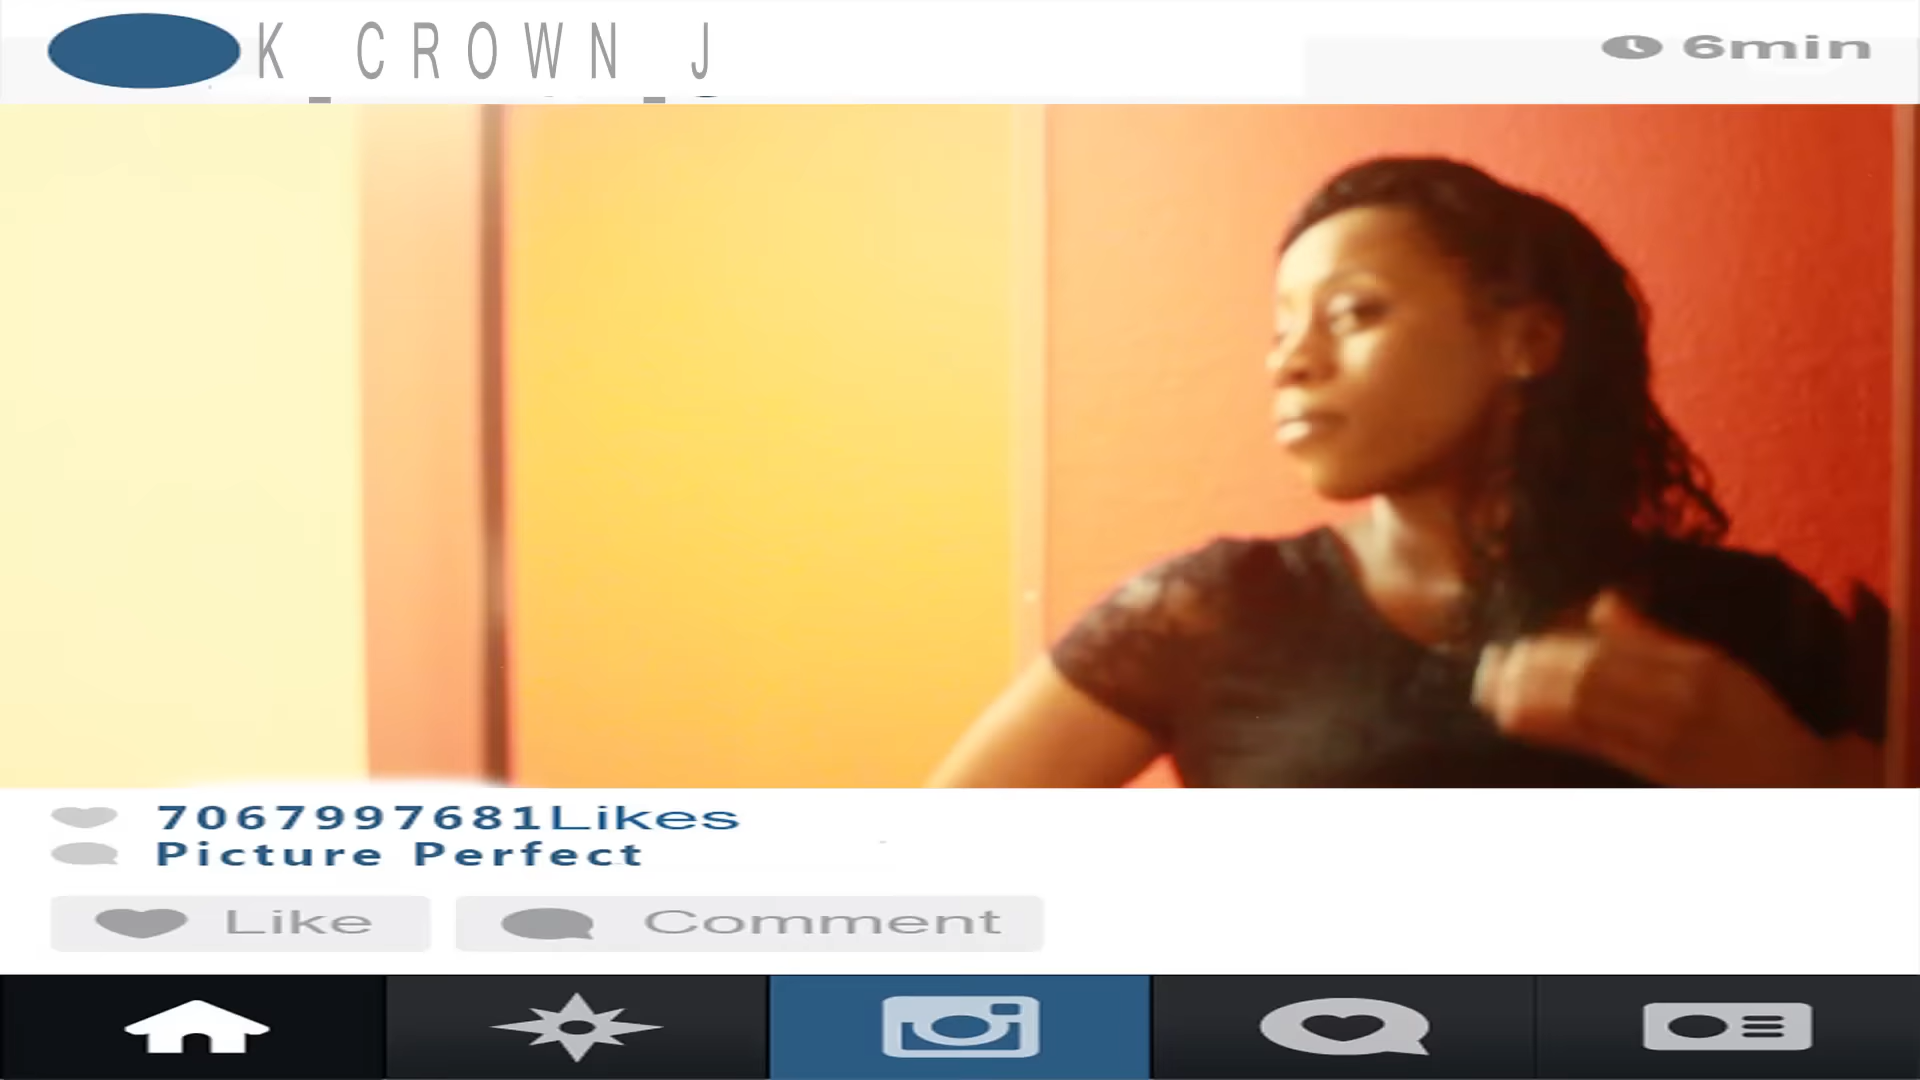 K CROWN J
6min
7067997681Likes
Picture Perfect
Like
Comment